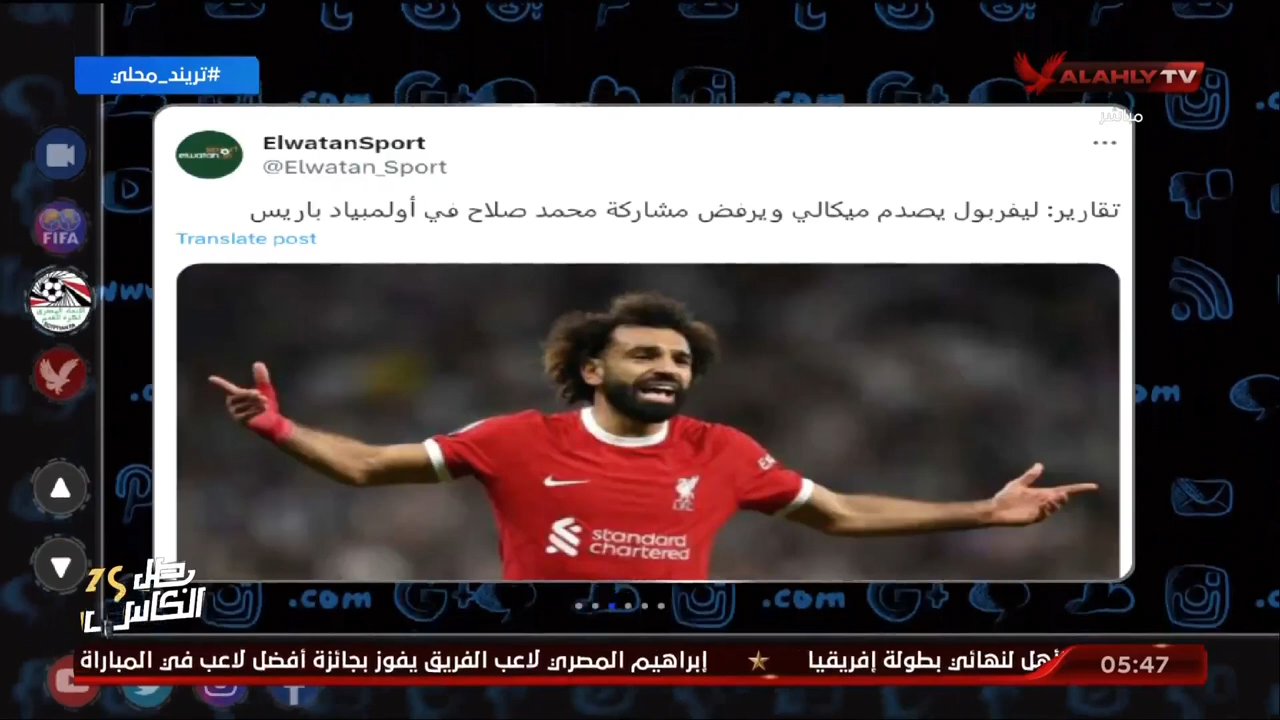 #تريند_محلي
ALAHLY TV
مباشر
ElwatanSport
@Elwatan_Sport
تقارير: ليفربول يصدم ميكالي ويرفض مشاركة محمد صلاح في أولمبياد باريس
Translate post
FIFA
standard
chartered
.com
G+
.com
G+
أهل لنهائي بطولة إفريقيا ★ إبراهيم المصري لاعب الفريق يفوز بجائزة أفضل لاعب في المباراة
05:47